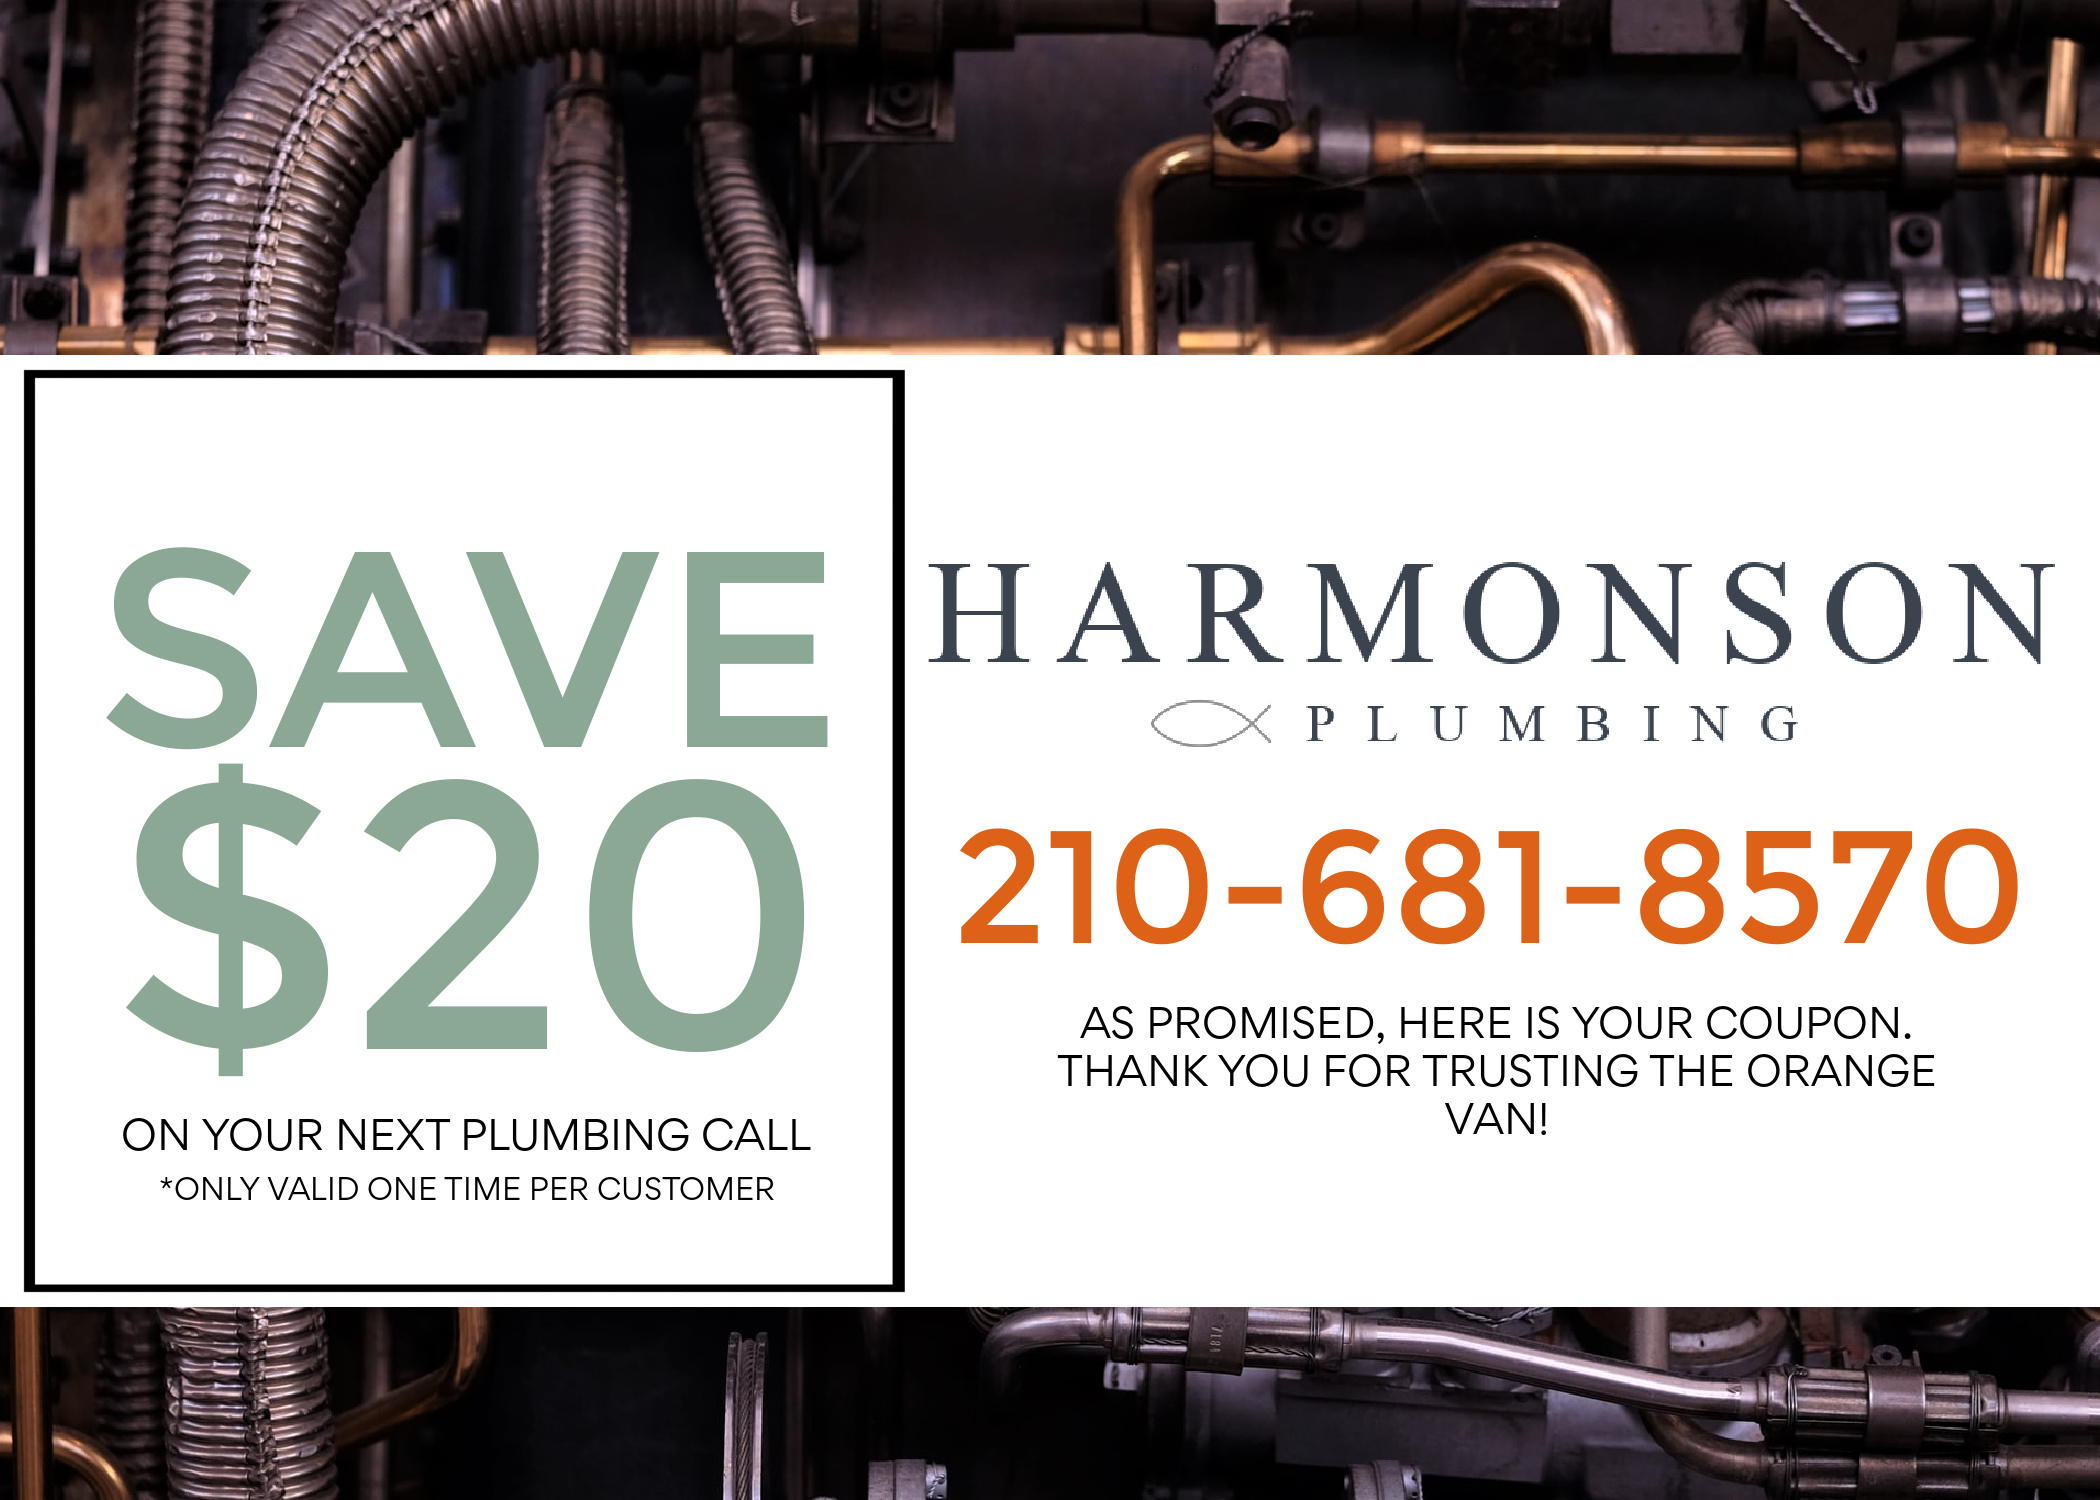 SAVE
$20
ON YOUR NEXT PLUMBING CALL
*ONLY VALID ONE TIME PER CUSTOMER
HARMONSON
PLUMBING
210-681-8570
AS PROMISED, HERE IS YOUR COUPON.
THANK YOU FOR TRUSTING THE ORANGE
VAN!